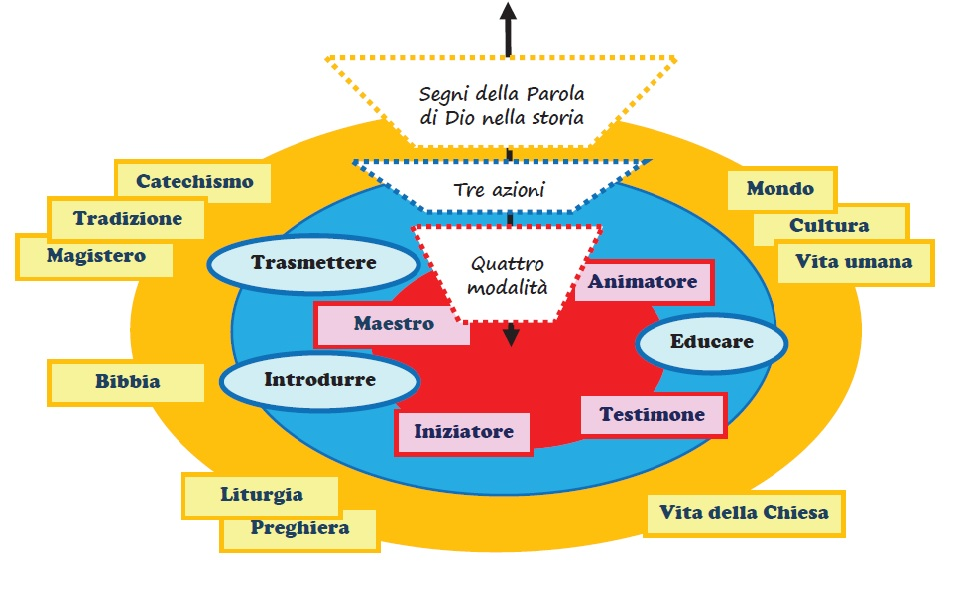 Segni della Parola
di Dio nella storia
Tre azioni
Quattro
modalità
Catechismo
Tradizione
Magistero
Mondo
Cultura
Vita umana
Trasmettere
Animatore
Maestro
Educare
Introdurre
Bibbia
Testimone
Iniziatore
Liturgia
Preghiera
Vita della Chiesa